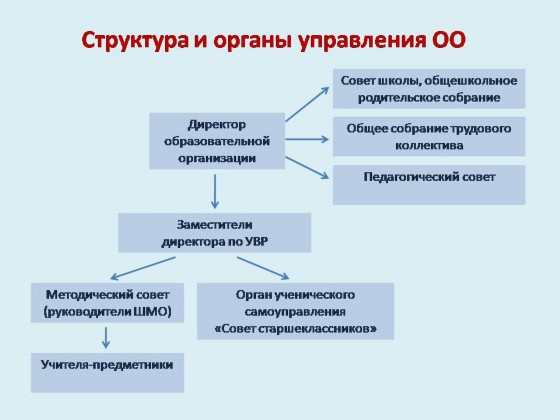 Структура и органы управления ОО
Совет школы, общешкольное
родительское собрание
Директор
образовательной
организации
Общее собрание трудового
коллектива
Педагогический совет
Заместители
директора по УВР
Методический совет
(руководители ШМО)
Орган ученического
самоуправления
«Совет старшеклассников»
Учителя-предметники